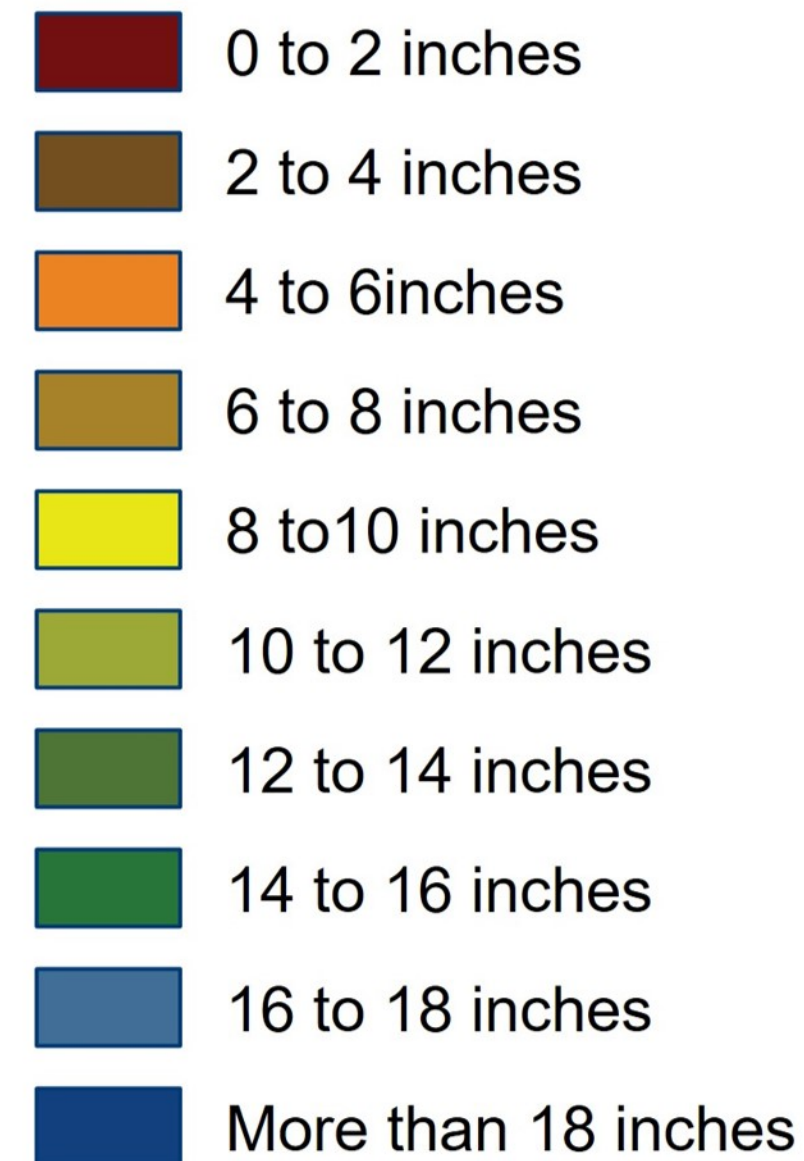 0 to 2 inches
2 to 4 inches
4 to 6inches
6 to 8 inches
8 to10 inches
10 to 12 inches
12 to 14 inches
14 to 16 inches
16 to 18 inches
More than 18 inches